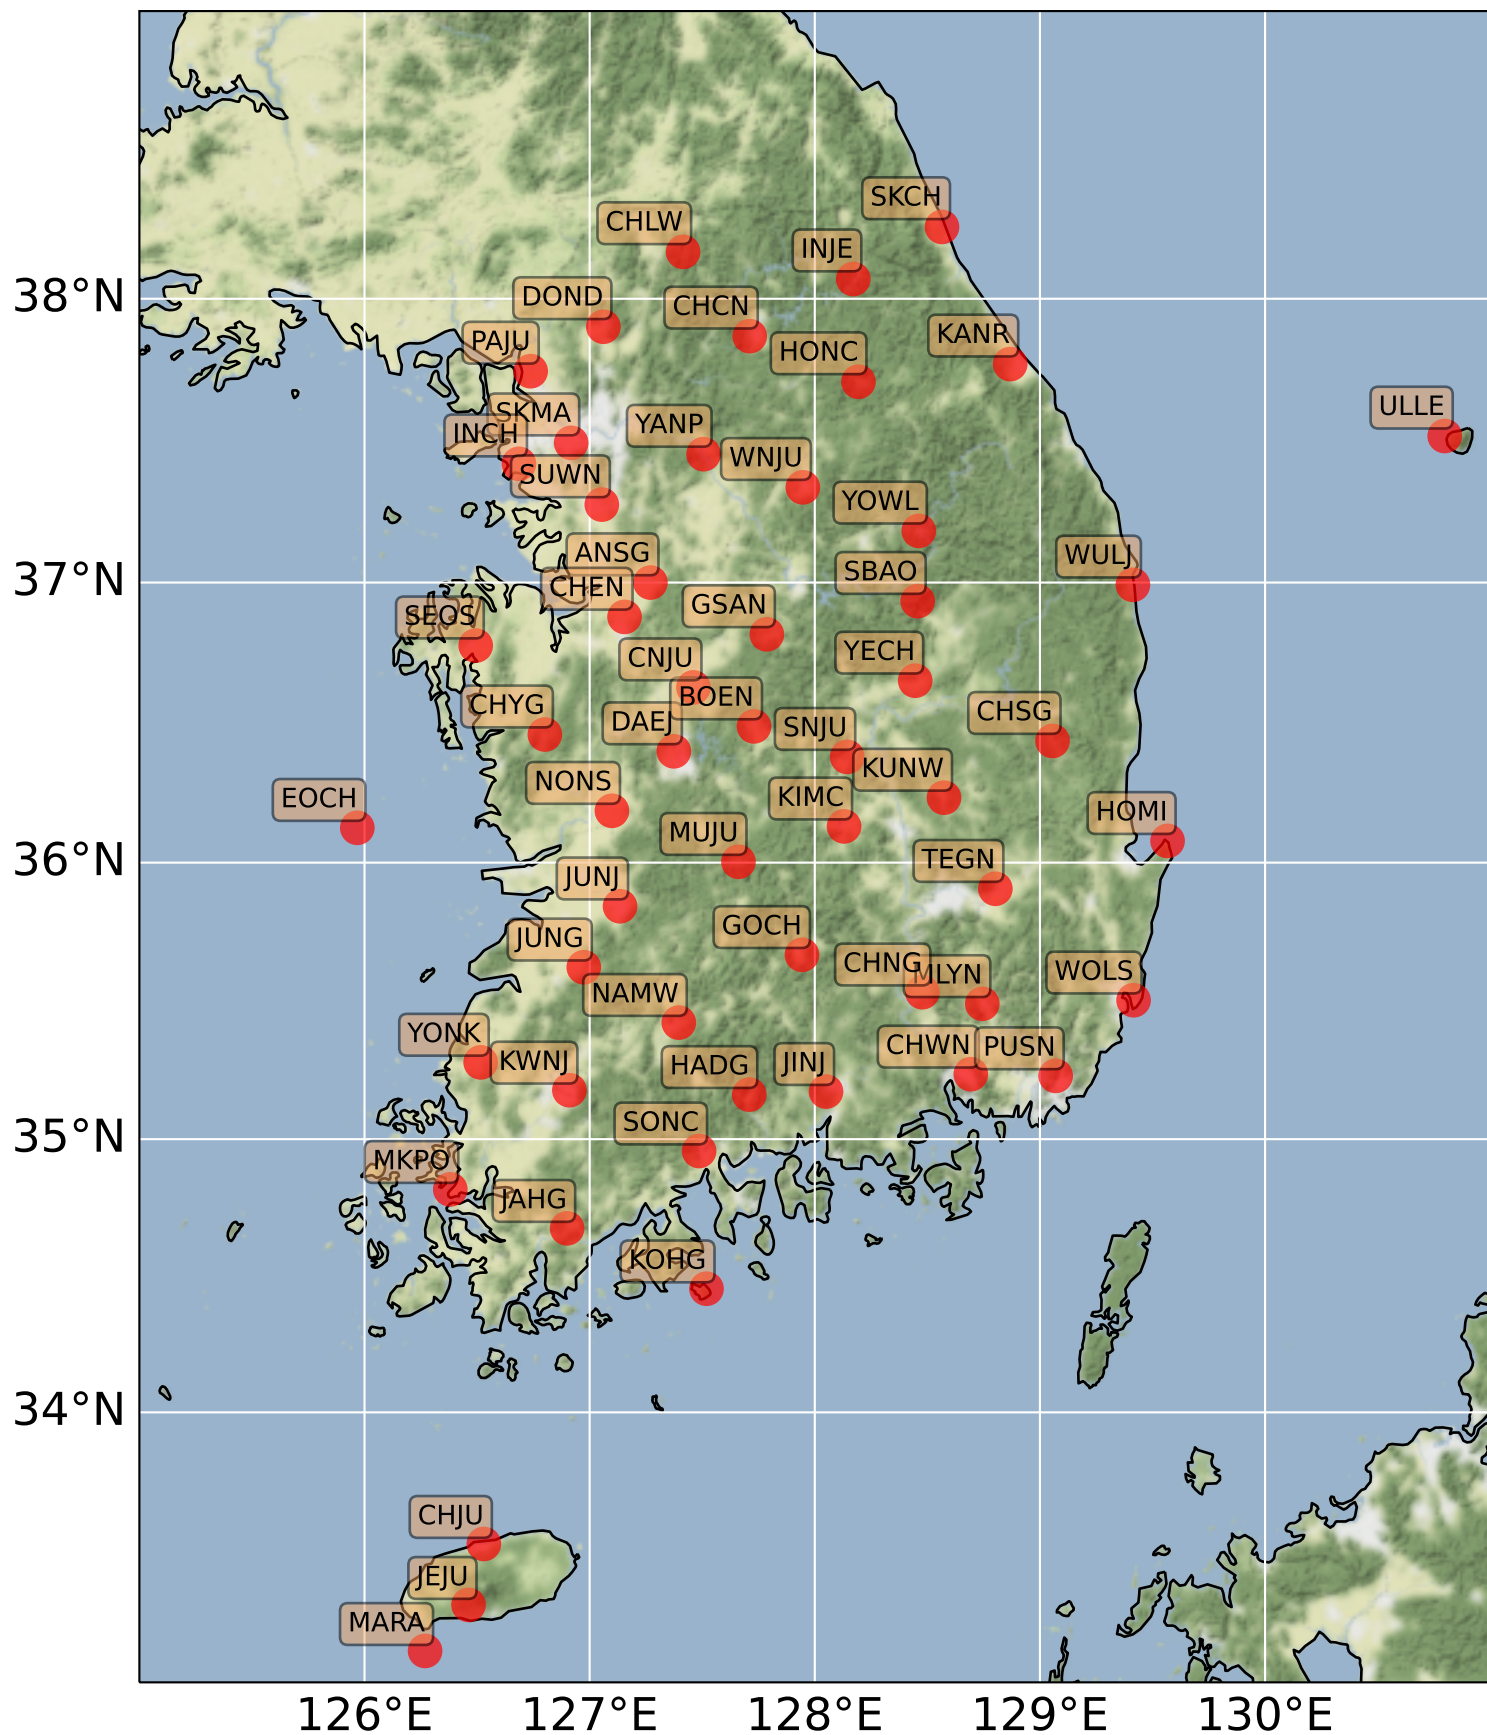 SKCH
CHLW
INJE
38°N
DOND
CHCN
KANR
PAJU
HONC
ULLE
SKMA
YANP
INCH
WNJU
SUWN
YOWL
ANSG
WULJ
37°N
CHEN
SBAO
GSAN
SEOS
CNJU
YECH
BOEN
CHYG
CHSG
DAEJ
SNJU
KUNW
NONS
EOCH
KIMC
HOMI
MUJU
36°N
TEGN
JUNJ
GOCH
JUNG
CHNG
MLYN
WOLS
NAMW
YONK
CHWN
PUSN
KWNJ
HADG
JINJ
SONC
35°N
MKPO
JAHG
KOHG
34°N
CHJU
JEJU
MARA
126°E 127°E 128°E 129°E 130°E